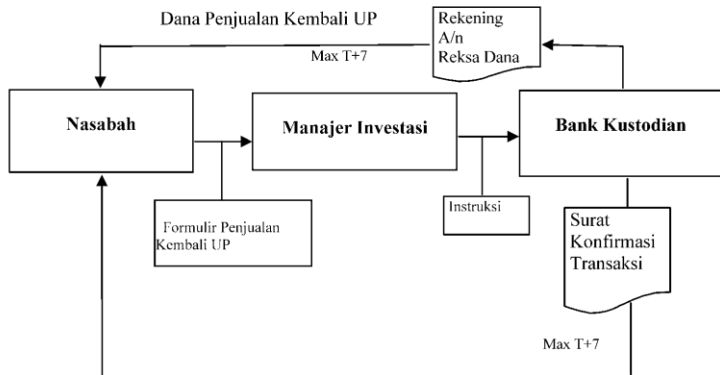 Dana Penjualan Kembali UP
Max T+7
Rekening
A/n
Reksa Dana
Nasabah
Manajer Investasi
Bank Kustodian
Formulir Penjualan
Kembali UP
Instruksi
Surat
Konfirmasi
Transaksi
Max T+7